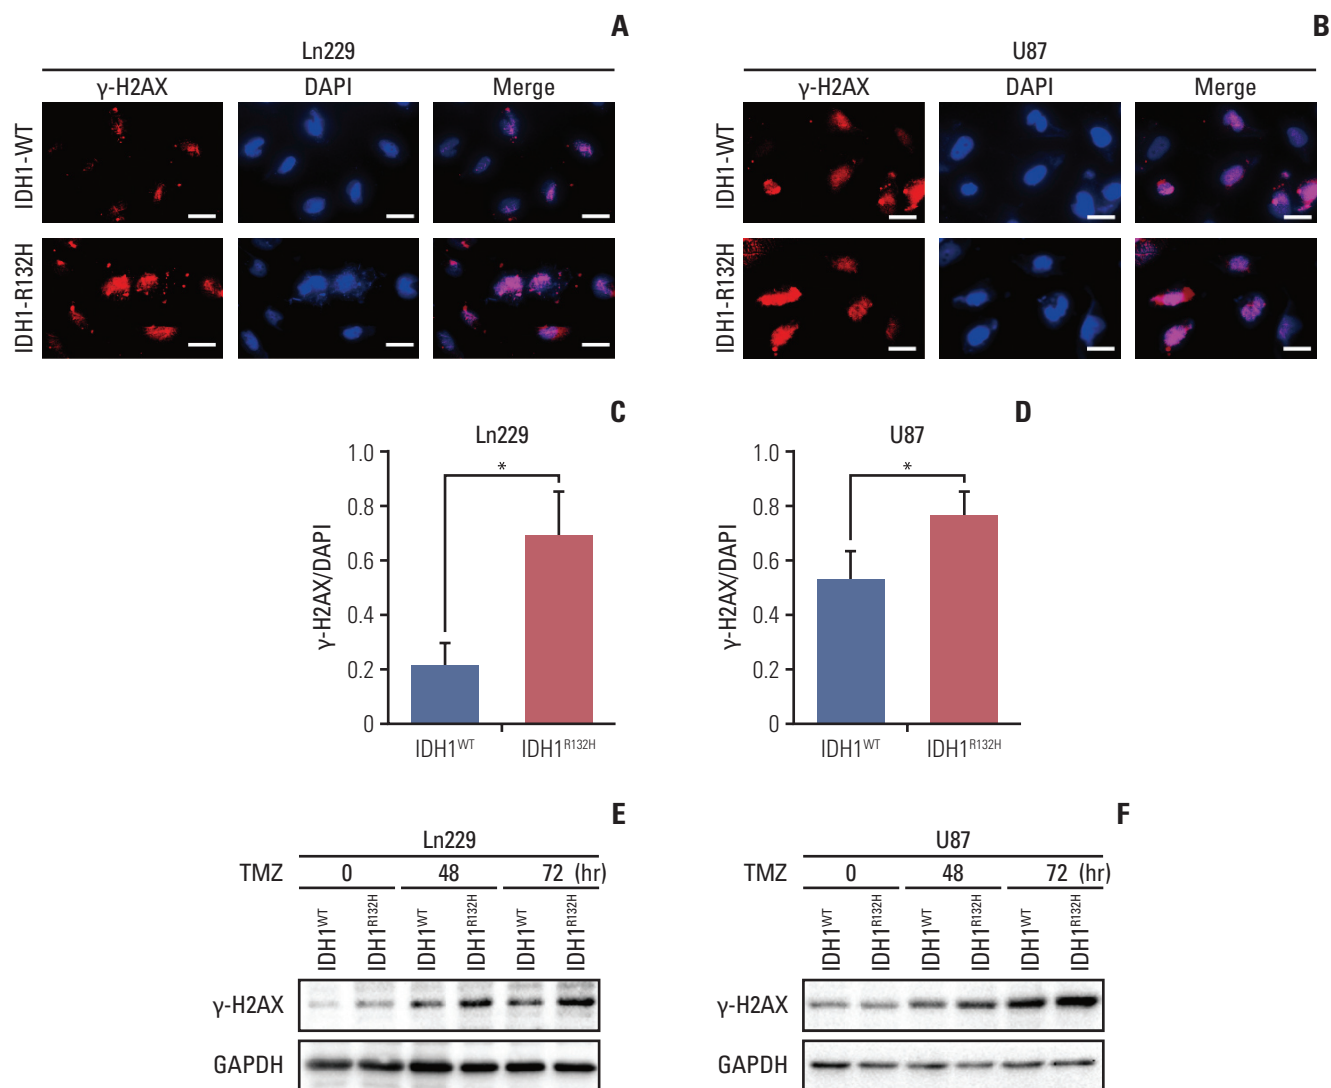 A
Ln229
γ-H2AX DAPI Merge
IDH1-WT
IDH1-R132H
B
U87
γ-H2AX DAPI Merge
IDH1-WT
IDH1-R132H
C
Ln229
γ-H2AX/DAPI
1.0
0.8
0.6
0.4
0.2
0
*
IDH1WT IDH1R132H
D
U87
γ-H2AX/DAPI
1.0
0.8
0.6
0.4
0.2
0
*
IDH1WT IDH1R132H
E
Ln229
TMZ 0 48 72 (hr)
IDH1WT IDH1R132H IDH1WT IDH1R132H IDH1WT IDH1R132H
γ-H2AX
GAPDH
F
U87
TMZ 0 48 72 (hr)
IDH1WT IDH1R132H IDH1WT IDH1R132H IDH1WT IDH1R132H
γ-H2AX
GAPDH